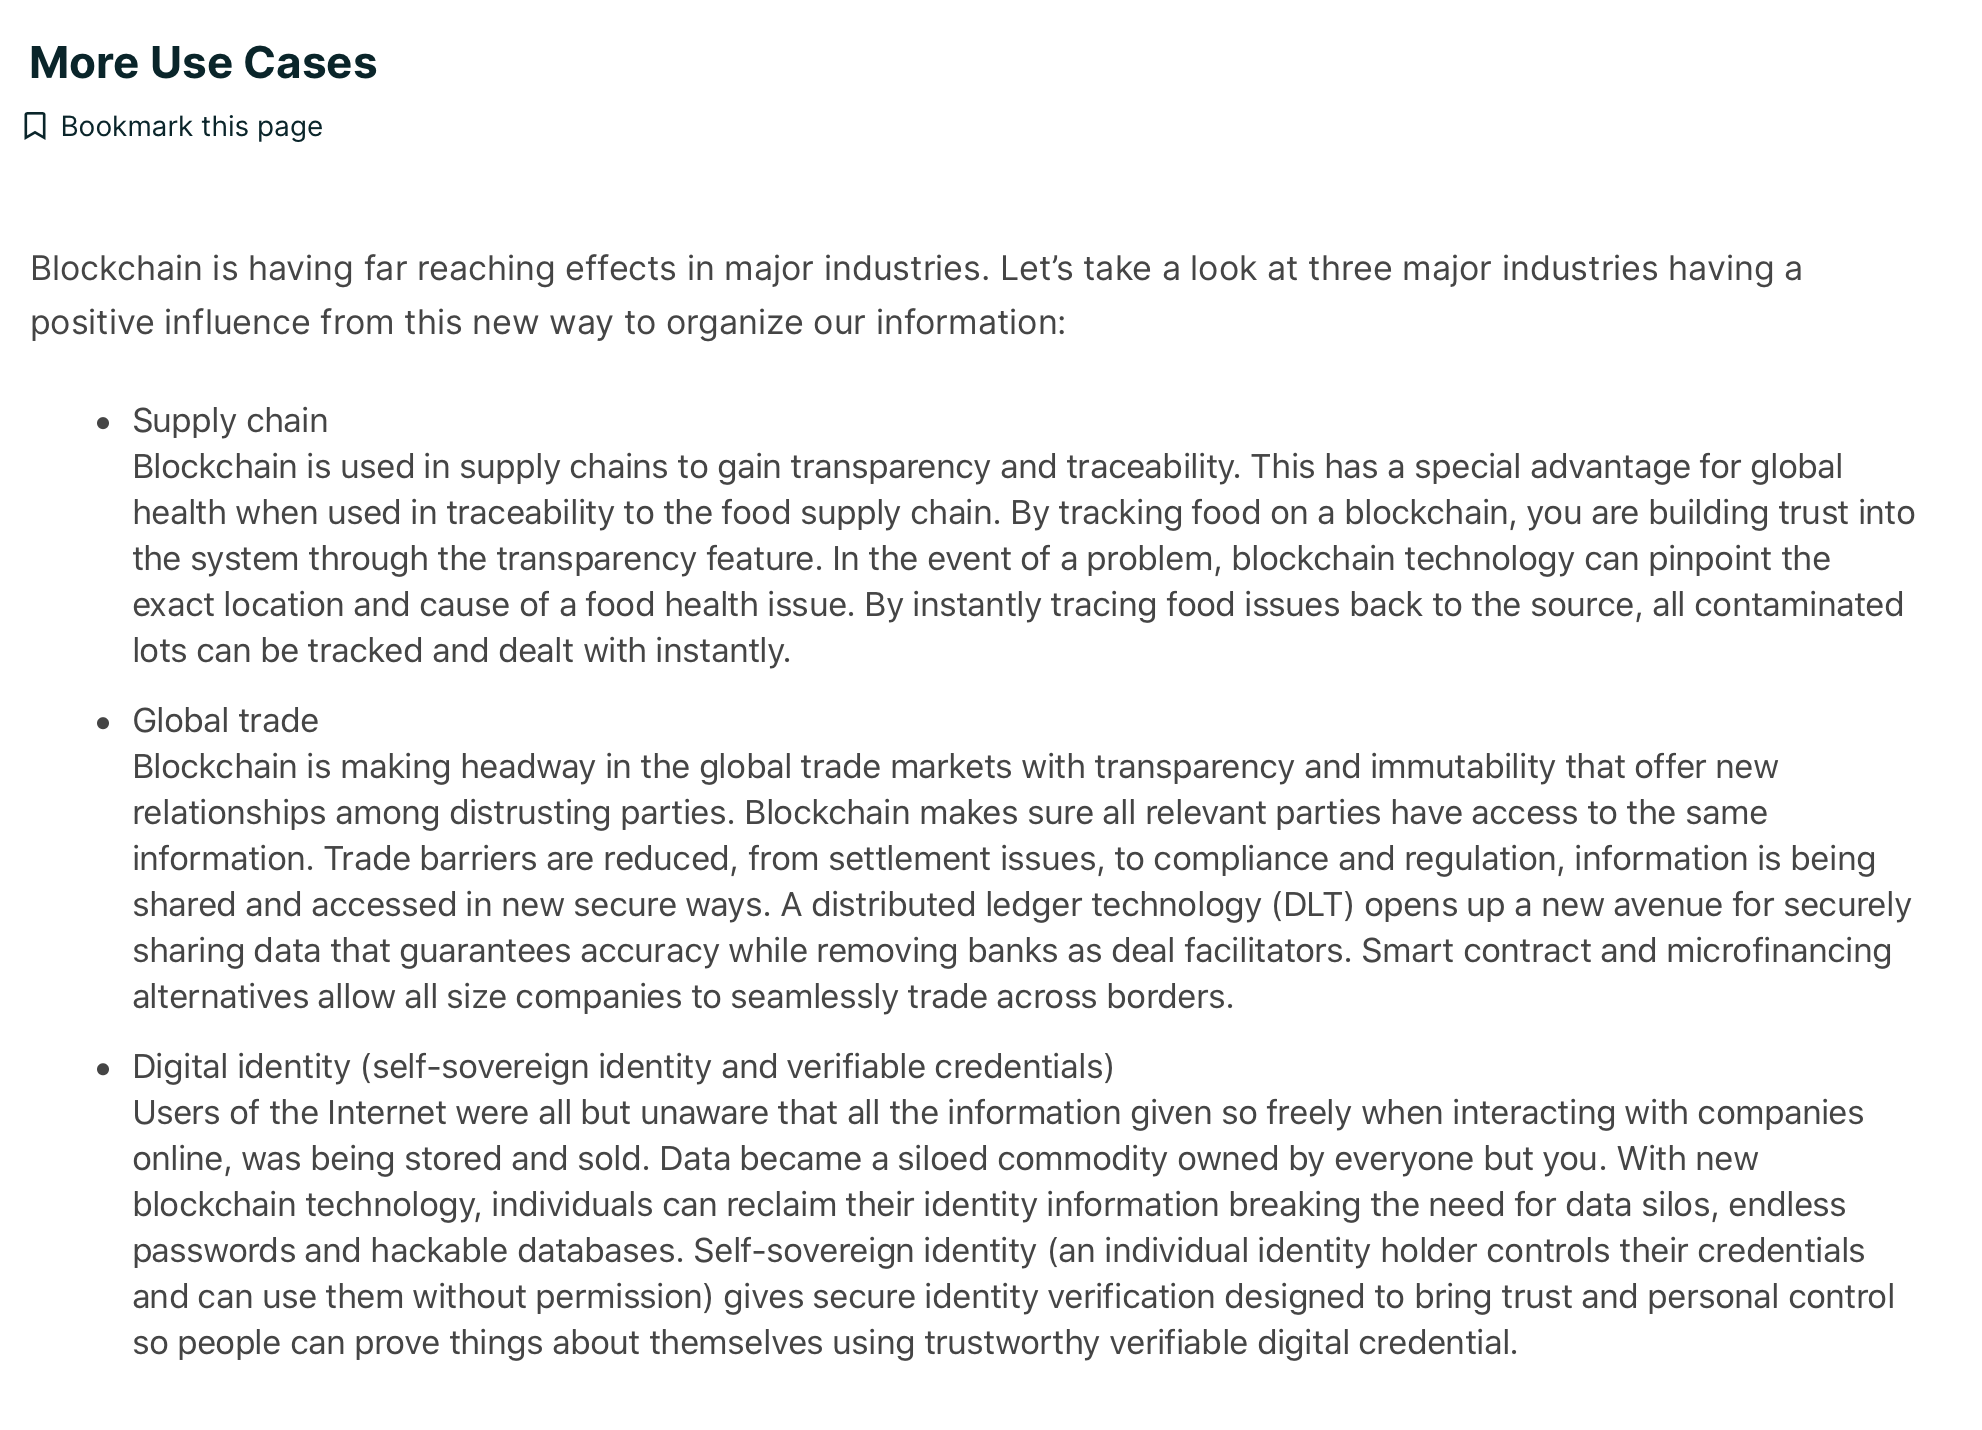 More Use Cases
Bookmark this page
Blockchain is having far reaching effects in major industries. Let’s take a look at three major industries having a
positive influence from this new way to organize our information:
• Supply chain
Blockchain is used in supply chains to gain transparency and traceability. This has a special advantage for global
health when used in traceability to the food supply chain. By tracking food on a blockchain, you are building trust into
the system through the transparency feature. In the event of a problem, blockchain technology can pinpoint the
exact location and cause of a food health issue. By instantly tracing food issues back to the source, all contaminated
lots can be tracked and dealt with instantly.
• Global trade
Blockchain is making headway in the global trade markets with transparency and immutability that offer new
relationships among distrusting parties. Blockchain makes sure all relevant parties have access to the same
information. Trade barriers are reduced, from settlement issues, to compliance and regulation, information is being
shared and accessed in new secure ways. A distributed ledger technology (DLT) opens up a new avenue for securely
sharing data that guarantees accuracy while removing banks as deal facilitators. Smart contract and microfinancing
alternatives allow all size companies to seamlessly trade across borders.
• Digital identity (self-sovereign identity and verifiable credentials)
Users of the Internet were all but unaware that all the information given so freely when interacting with companies
online, was being stored and sold. Data became a siloed commodity owned by everyone but you. With new
blockchain technology, individuals can reclaim their identity information breaking the need for data silos, endless
passwords and hackable databases. Self-sovereign identity (an individual identity holder controls their credentials
and can use them without permission) gives secure identity verification designed to bring trust and personal control
so people can prove things about themselves using trustworthy verifiable digital credential.